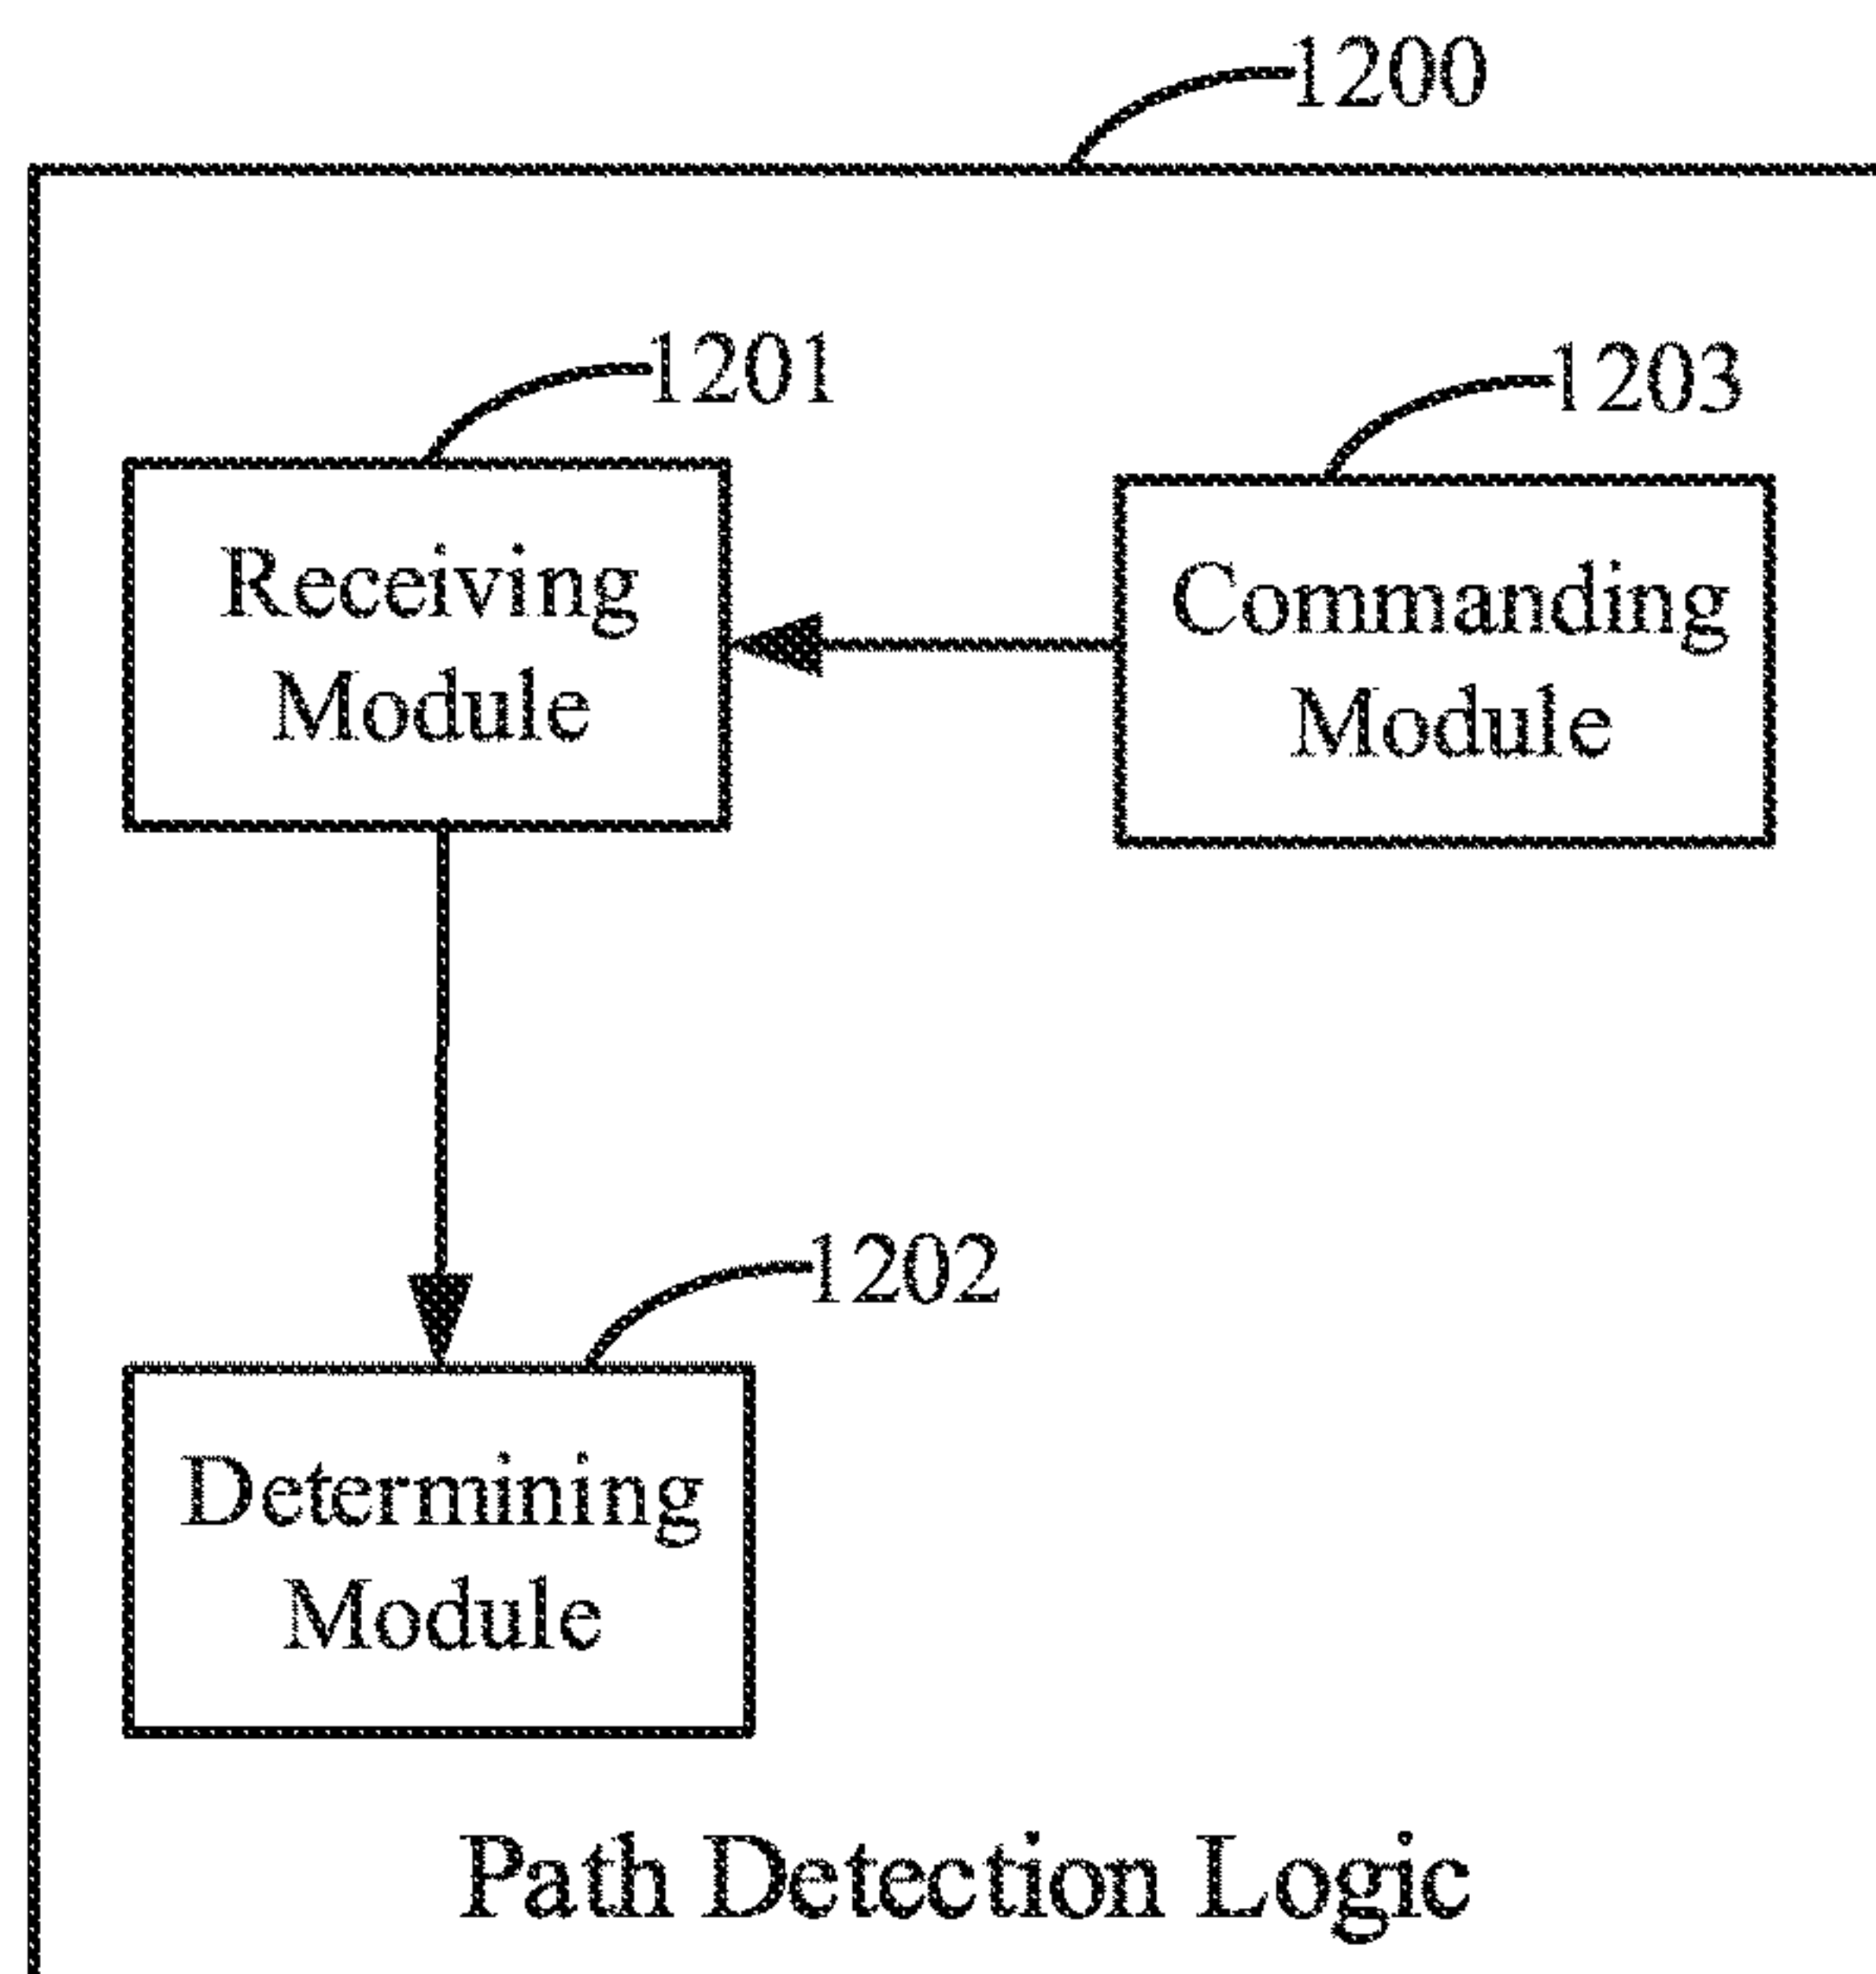 1200
1201
1203
Receiving
Module
Commanding
Module
1202
Determining
Module
Path Detection Logic